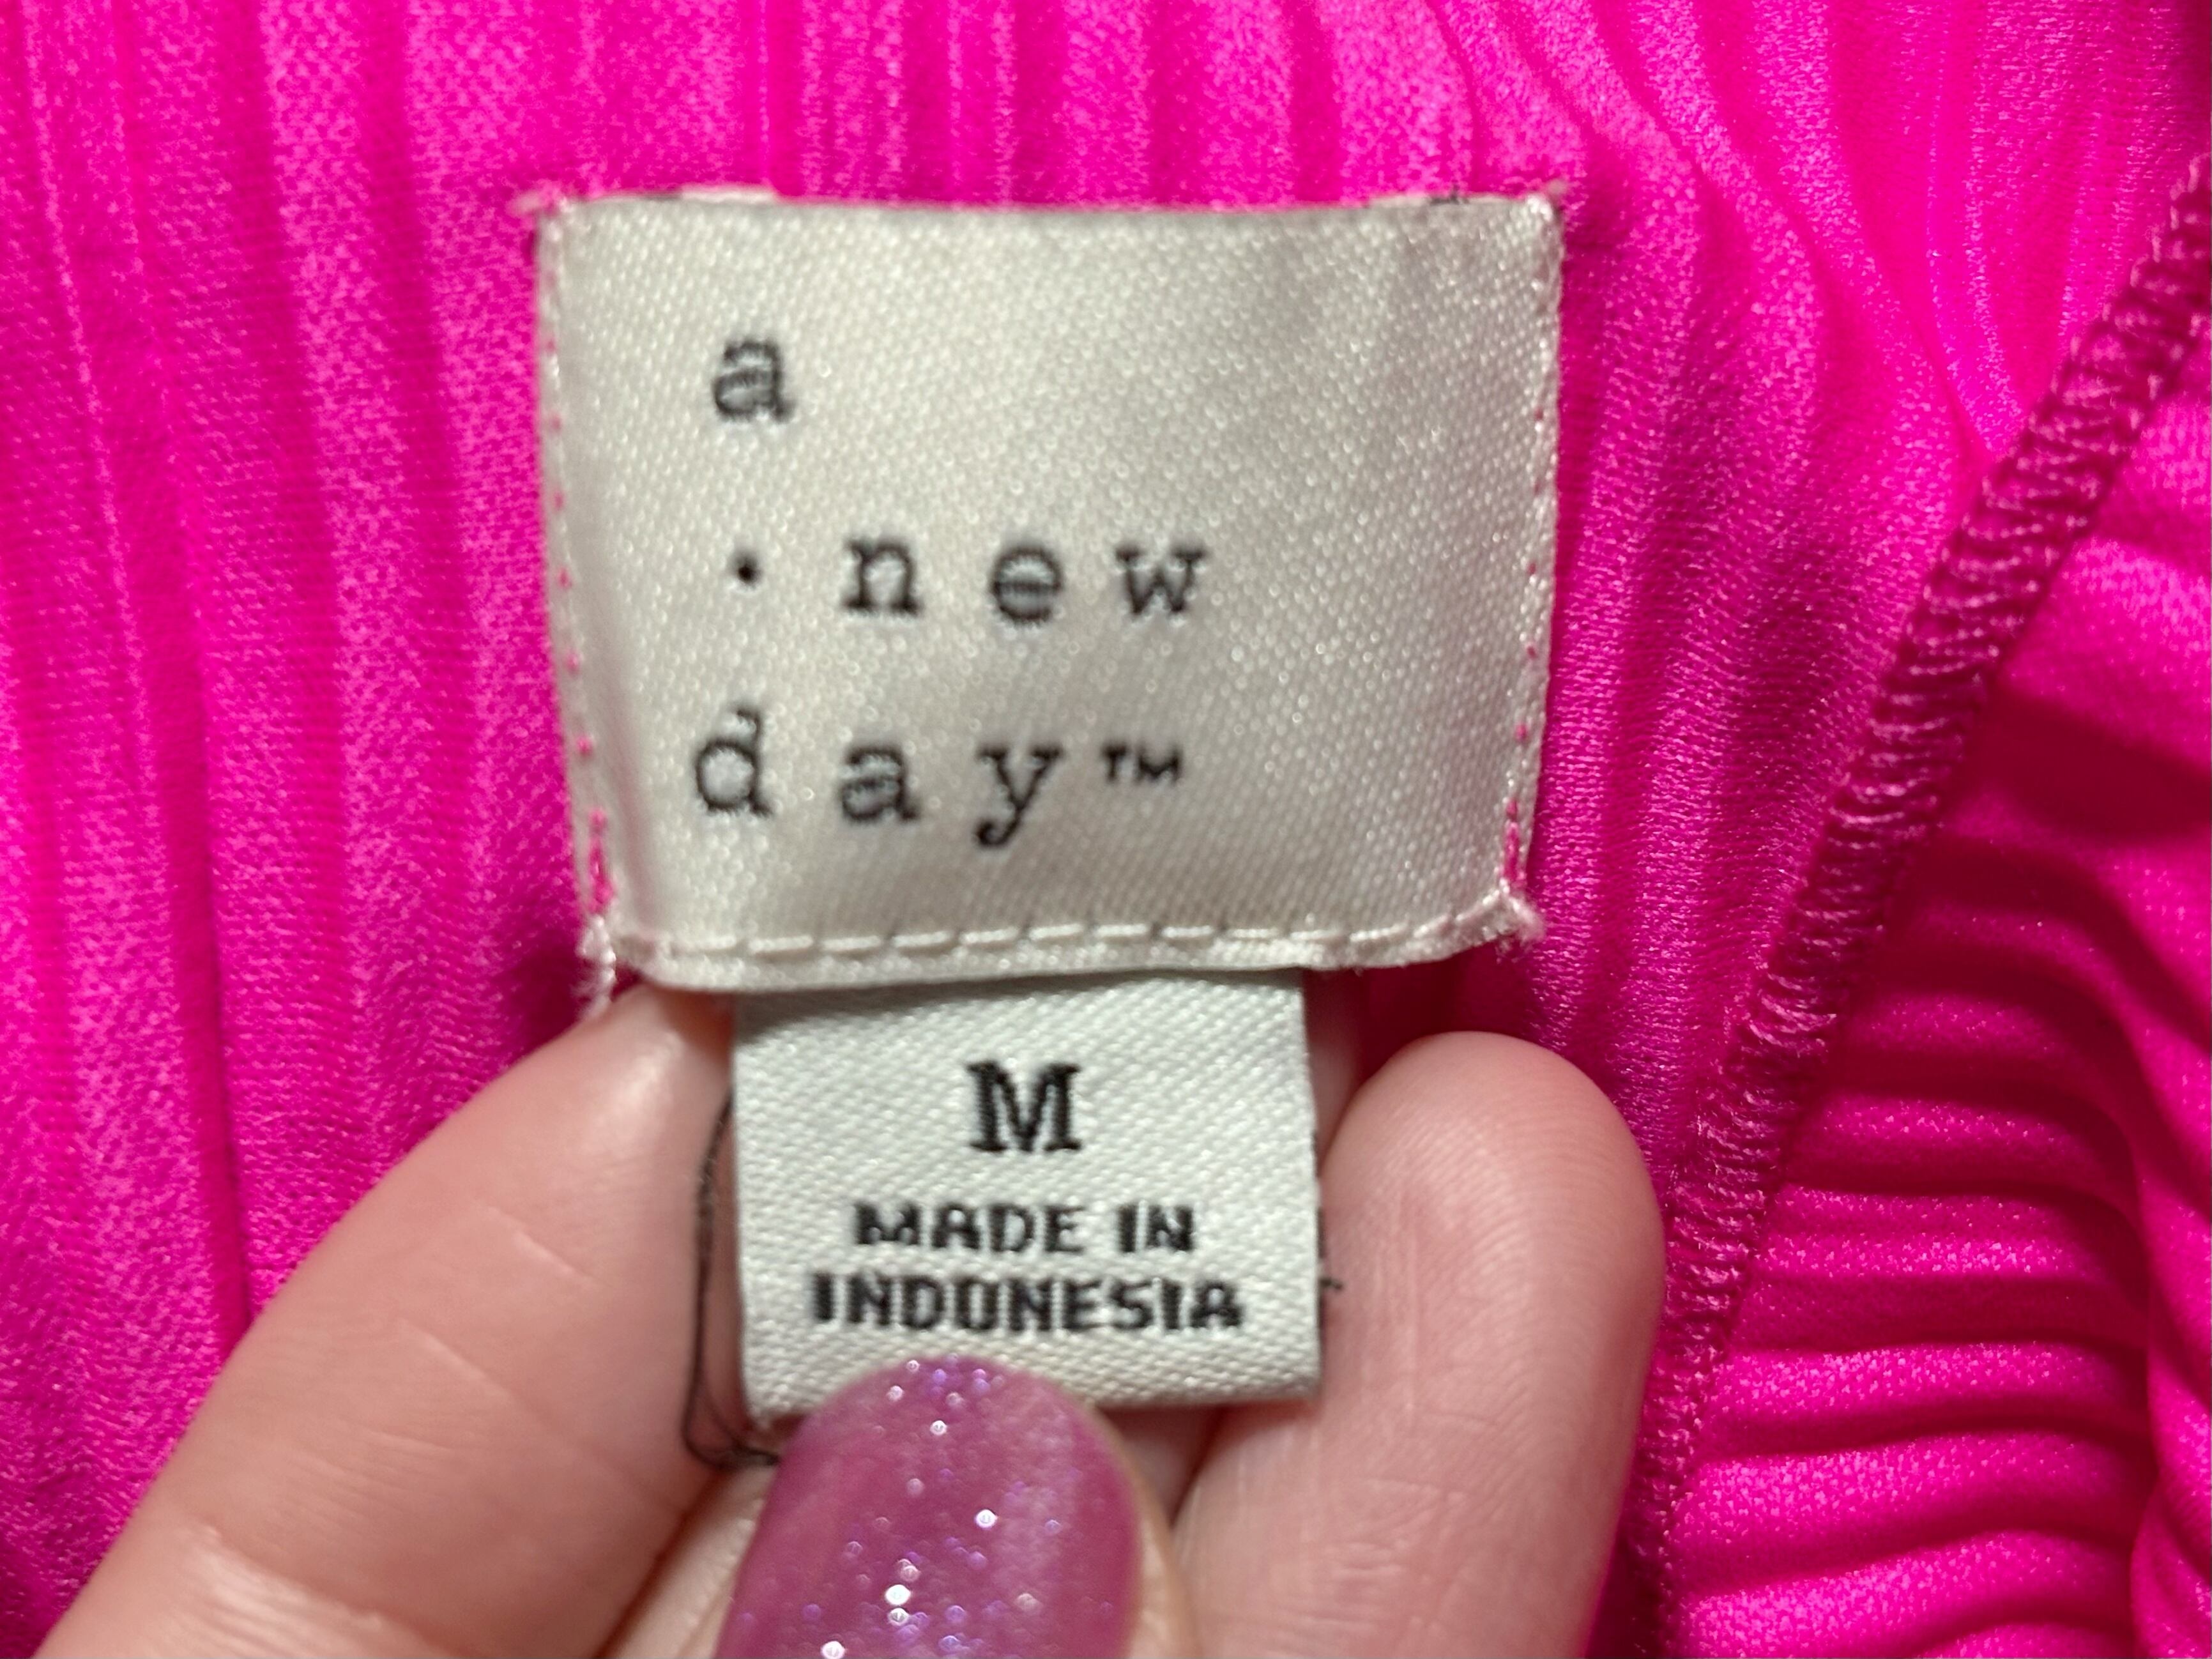 a
· new
day™
M
MADE IN
INDONESIA